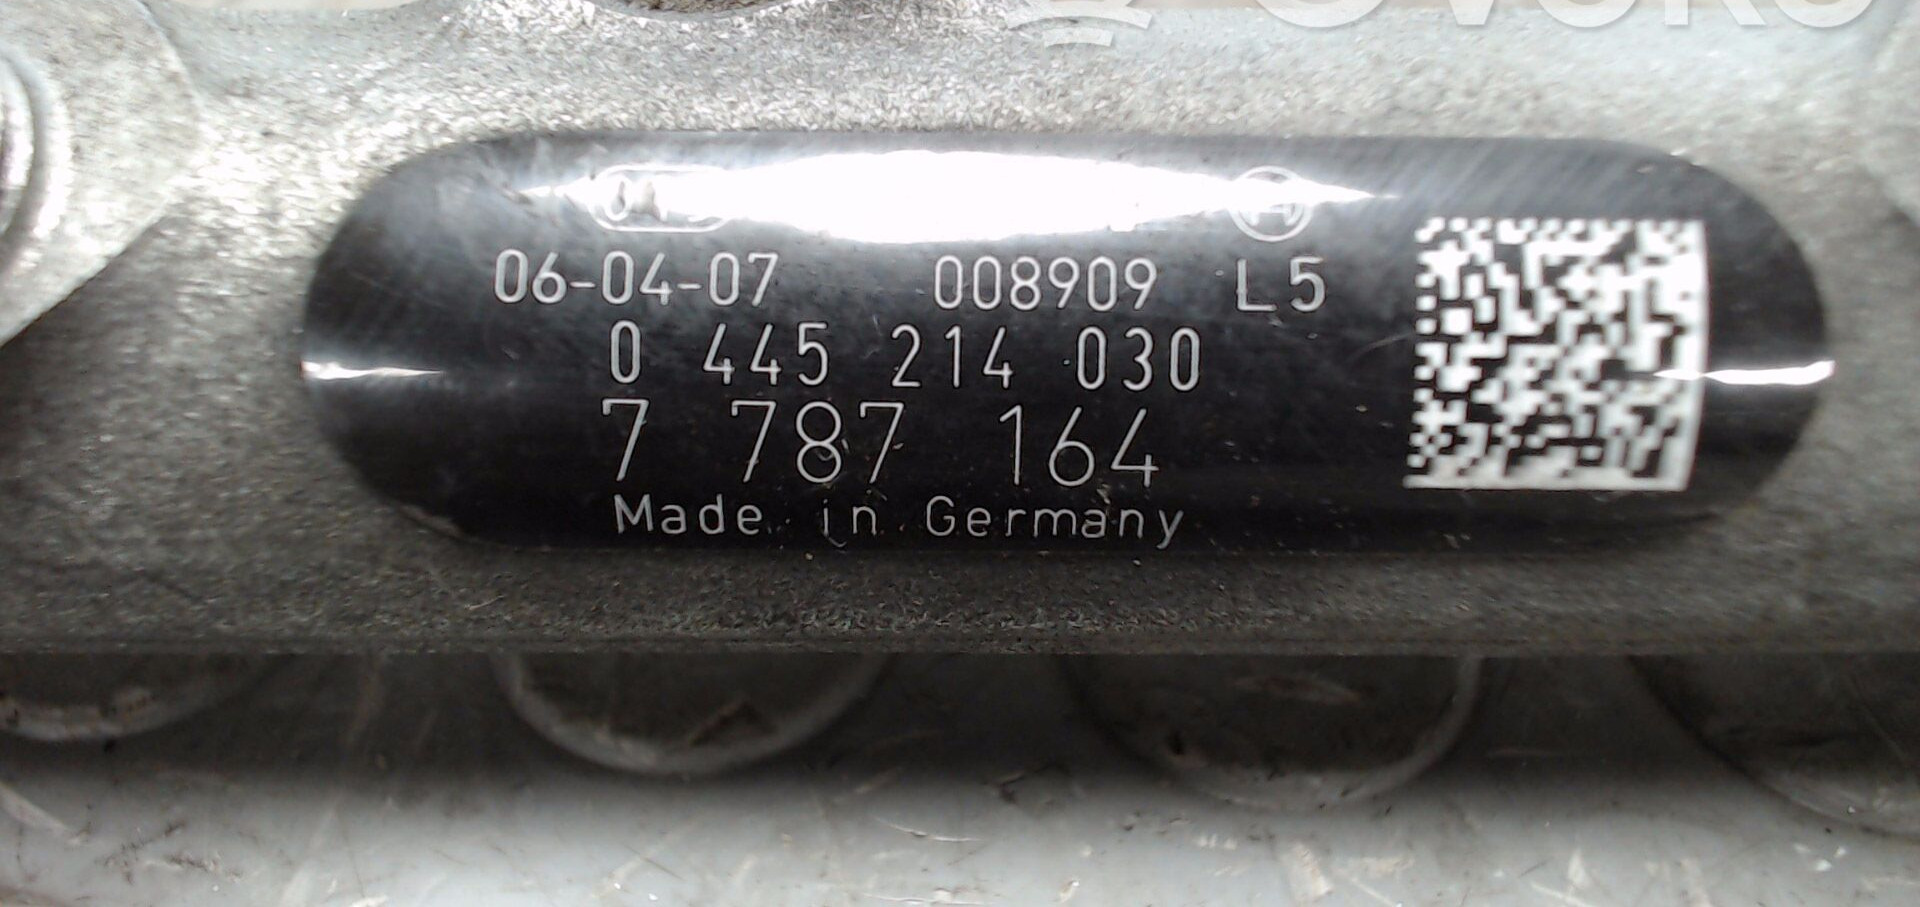 06-04-07 008909 L5
0 445 214 030
7 787 164
Made in Germany